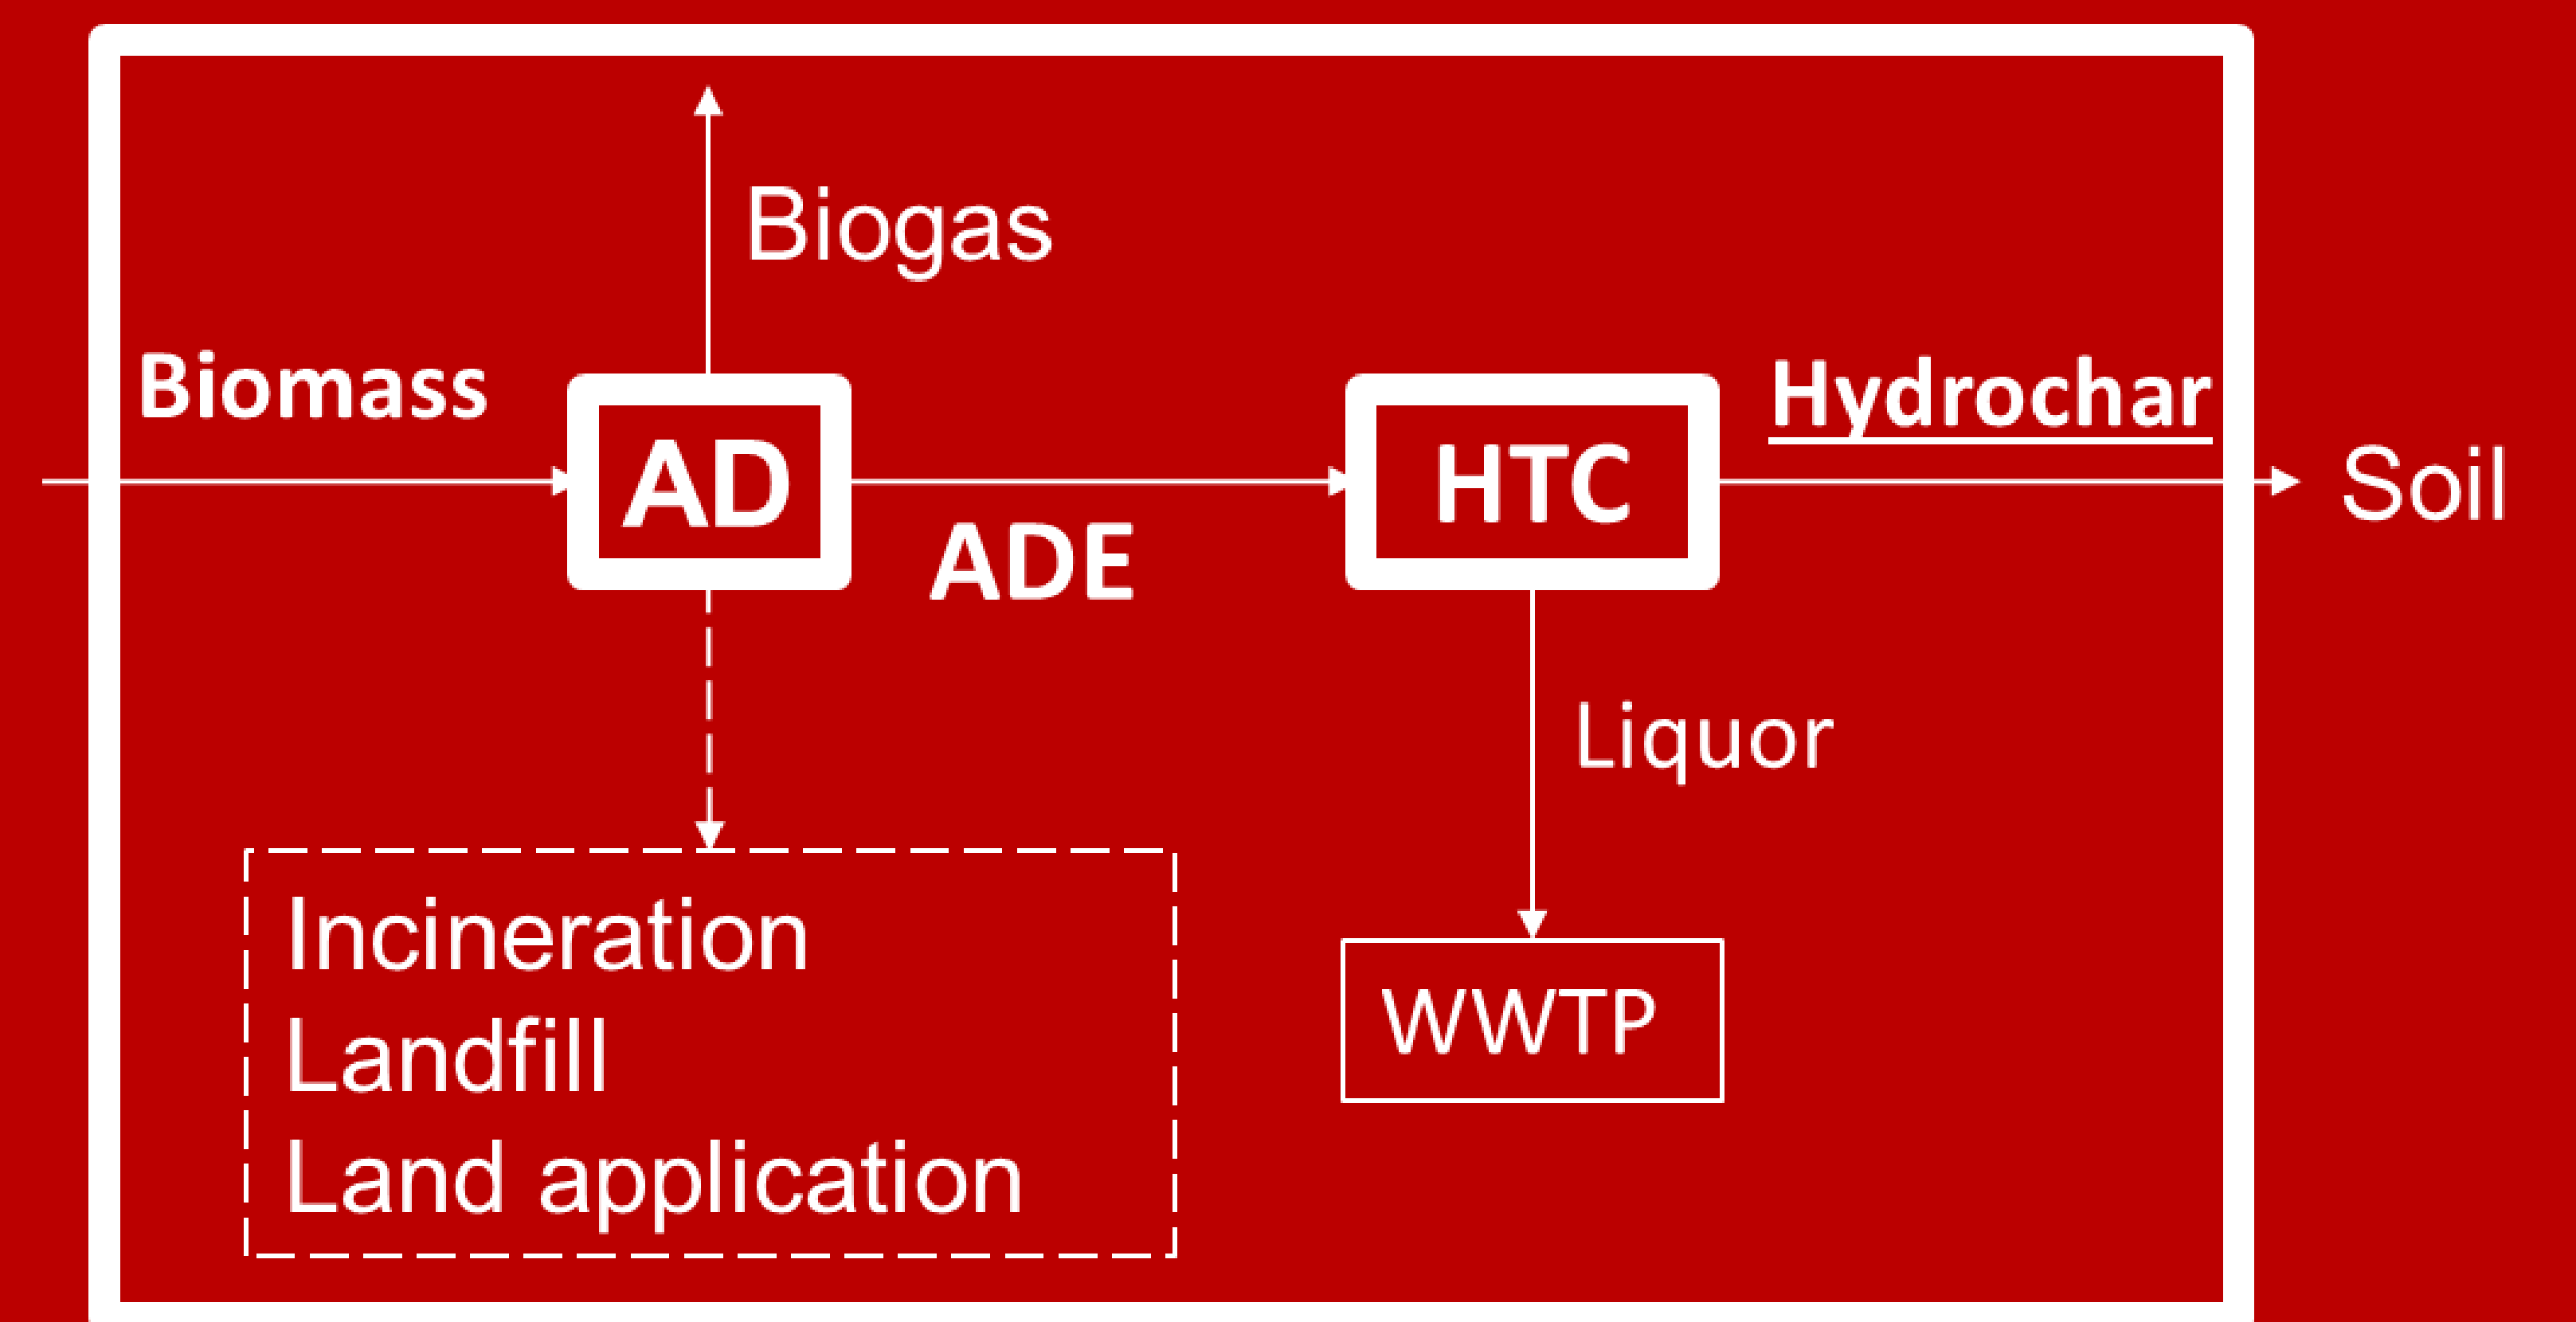 Biogas
Biomass
AD
ADE
HTC
Hydrochar
Soil
Liquor
WWTP
Incineration
Landfill
Land application